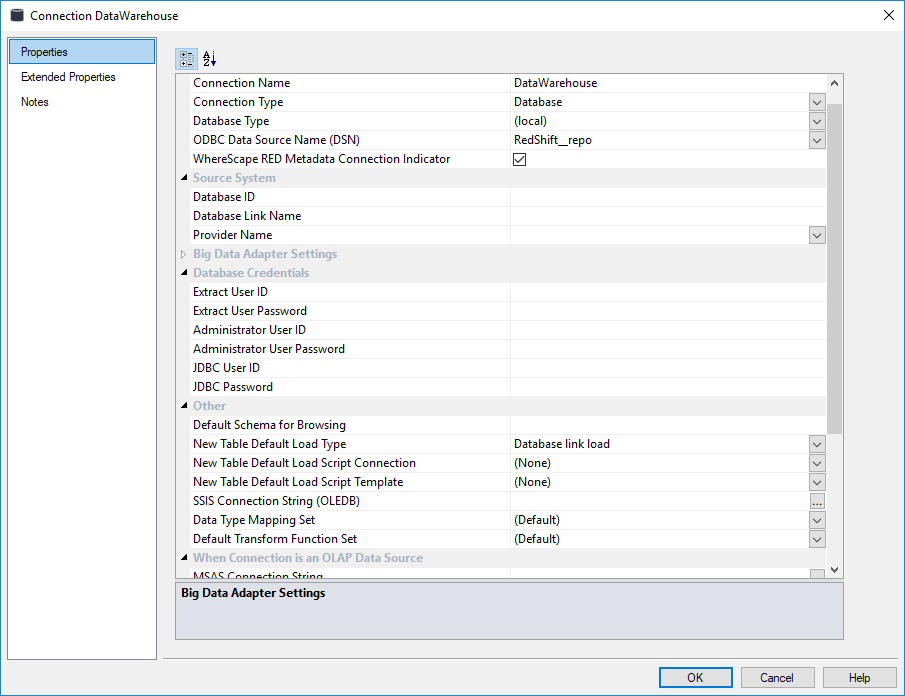 Connection DataWarehouse
Properties
Extended Properties
Notes
Connection Name DataWarehouse
Connection Type Database
Database Type (local)
ODBC Data Source Name (DSN) RedShift__repo
WhereScape RED Metadata Connection Indicator
Source System
Database ID
Database Link Name
Provider Name
Big Data Adapter Settings
Database Credentials
Extract User ID
Extract User Password
Administrator User ID
Administrator User Password
JDBC User ID
JDBC Password
Other
Default Schema for Browsing
New Table Default Load Type Database link load
New Table Default Load Script Connection (None)
New Table Default Load Script Template (None)
SSIS Connection String (OLEDB) ...
Data Type Mapping Set (Default)
Default Transform Function Set (Default)
When Connection is an OLAP Data Source
MSAS Connection String
Big Data Adapter Settings
OK Cancel Help